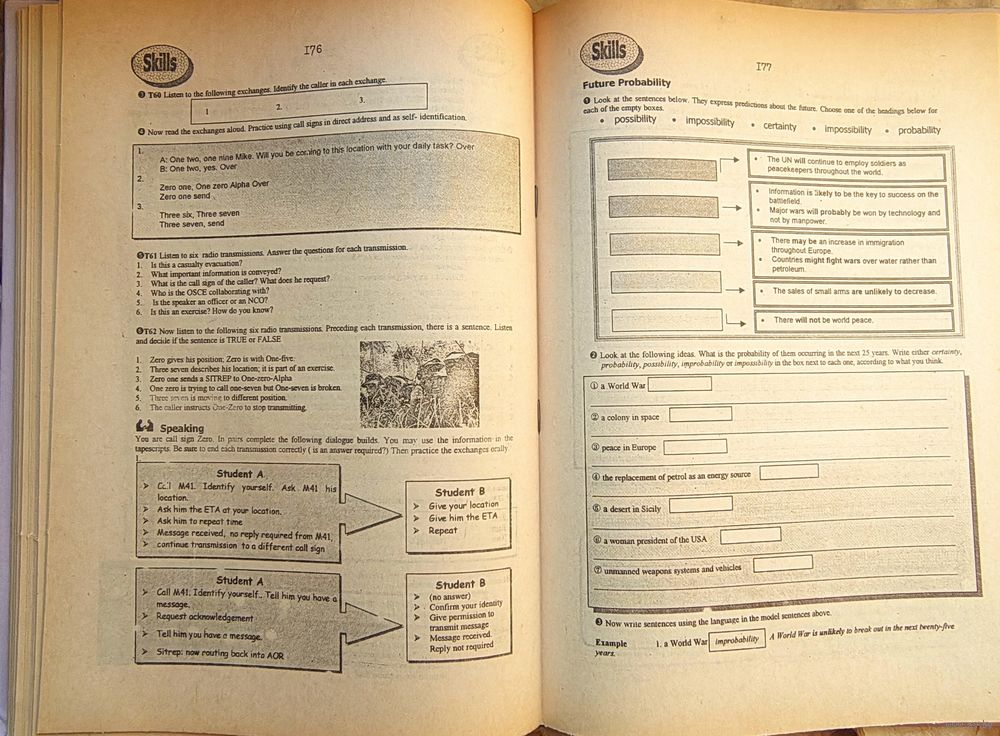 Skills
176
❸ T60 Listen to the following exchanges. Identify the caller in each exchange.
1 2. 3.
❹ Now read the exchanges aloud. Practice using call signs in direct address and as self- identification.
1.
A: One two, one nine Mike. Will you be coming to this location with your daily task? Over
B: One two, yes. Over
2.
Zero one, One zero Alpha Over
Zero one send
3.
Three six, Three seven
Three seven, send
❺T61 Listen to six radio transmissions. Answer the questions for each transmission.
1. Is this a casualty evacuation?
2. What important information is conveyed?
3. What is the call sign of the caller? What does he request?
4. Who is the OSCE collaborating with?
5. Is the speaker an officer or an NCO?
6. Is this an exercise? How do you know?
❻T62 Now listen to the following six radio transmissions. Preceding each transmission, there is a sentence. Listen
and decide if the sentence is TRUE or FALSE
1. Zero gives his position; Zero is with One-five.
2. Three seven describes his location; it is part of an exercise.
3. Zero one sends a SITREP to One-zero-Alpha
4. One zero is trying to call one-seven but One-seven is broken.
5. Three seven is moving to different position.
6. The caller instructs One-Zero to stop transmitting.
Speaking
You are call sign Zero. In pairs complete the following dialogue builds. You may use the information in the
tapescripts. Be sure to end each transmission correctly ( is an answer required?) Then practice the exchanges orally
1.
Student A
➢ Call M41. Identify yourself. Ask M41 his
location.
➢ Ask him the ETA at your location.
➢ Ask him to repeat time
➢ Message received, no reply required from M41,
➢ continue transmission to a different call sign
Student B
➢ Give your location
➢ Give him the ETA
➢ Repeat
Student A
➢ Call M41. Identify yourself.. Tell him you have a
message.
➢ Request acknowledgement
➢ Tell him you have a message.
➢ Sitrep: now routing back into AOR
Student B
➢ (no answer)
➢ Confirm your identity
➢ Give permission to
transmit message
➢ Message received.
Reply not required
Skills
177
Future Probability
❶ Look at the sentences below. They express predictions about the future. Choose one of the headings below for
each of the empty boxes.
• possibility • impossibility • certainty • impossibility • probability
• The UN will continue to employ soldiers as
peacekeepers throughout the world.
• Information is likely to be the key to success on the
battlefield.
• Major wars will probably be won by technology and
not by manpower.
• There may be an increase in immigration
throughout Europe.
• Countries might fight wars over water rather than
petroleum.
• The sales of small arms are unlikely to decrease.
• There will not be world peace.
❷ Look at the following ideas. What is the probability of them occurring in the next 25 years. Write either certainty,
probability, possibility, improbability or impossibility in the box next to each one, according to what you think.
① a World War
② a colony in space
③ peace in Europe
④ the replacement of petrol as an energy source
⑤ a desert in Sicily
⑥ a woman president of the USA
⑦ unmanned weapons systems and vehicles
❸ Now write sentences using the language in the model sentences above.
Example 1. a World War improbability A World War is unlikely to break out in the next twenty-five
years.